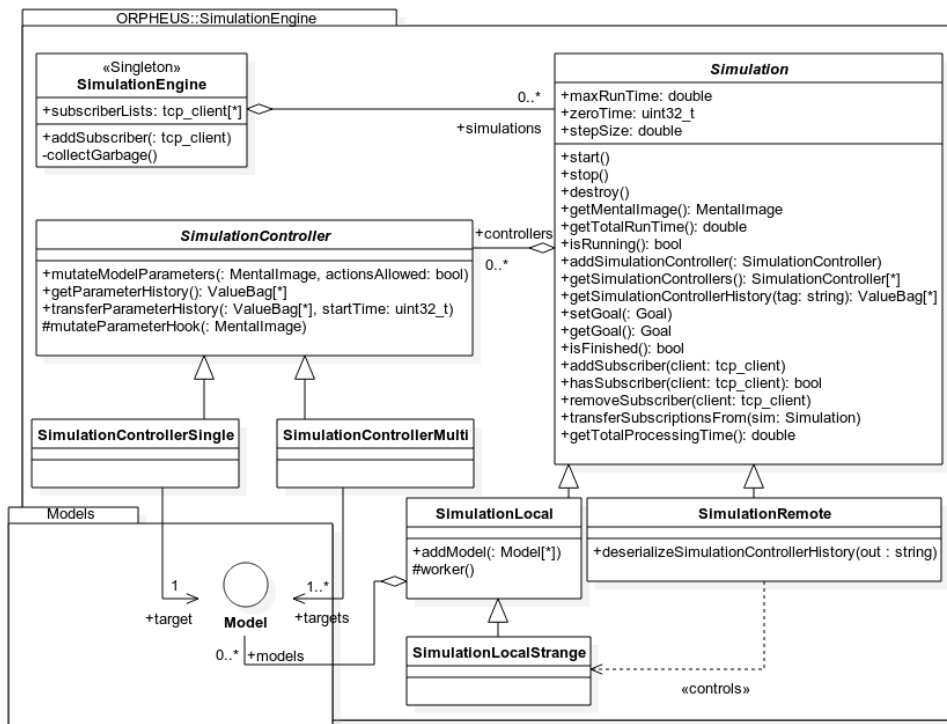 ORPHEUS::SimulationEngine
«Singleton»
SimulationEngine
+subscriberLists: tcp_client[*]
+addSubscriber(: tcp_client)
-collectGarbage()
0..*
+simulations
Simulation
+maxRunTime: double
+zeroTime: uint32_t
+stepSize: double
+start()
+stop()
+destroy()
+getMentalImage(): MentalImage
+getTotalRunTime(): double
+isRunning(): bool
+addSimulationController(: SimulationController)
+getSimulationControllers(): SimulationController[*]
+getSimulationControllerHistory(tag: string): ValueBag[*]
+setGoal(: Goal)
+getGoal(): Goal
+isFinished(): bool
+addSubscriber(client: tcp_client)
+hasSubscriber(client: tcp_client): bool
+removeSubscriber(client: tcp_client)
+transferSubscriptionsFrom(sim: Simulation)
+getTotalProcessingTime(): double
SimulationController
+mutateModelParameters(: MentalImage, actionsAllowed: bool)
+getParameterHistory(): ValueBag[*]
+transferParameterHistory(: ValueBag[*], startTime: uint32_t)
#mutateParameterHook(: MentalImage)
+controllers
0..*
SimulationControllerSingle
SimulationControllerMulti
Models
1
+target
1..*
+targets
Model
0..*
+models
SimulationLocal
+addModel(: Model[*])
#worker()
SimulationRemote
+deserializeSimulationControllerHistory(out : string)
SimulationLocalStrange
«controls»